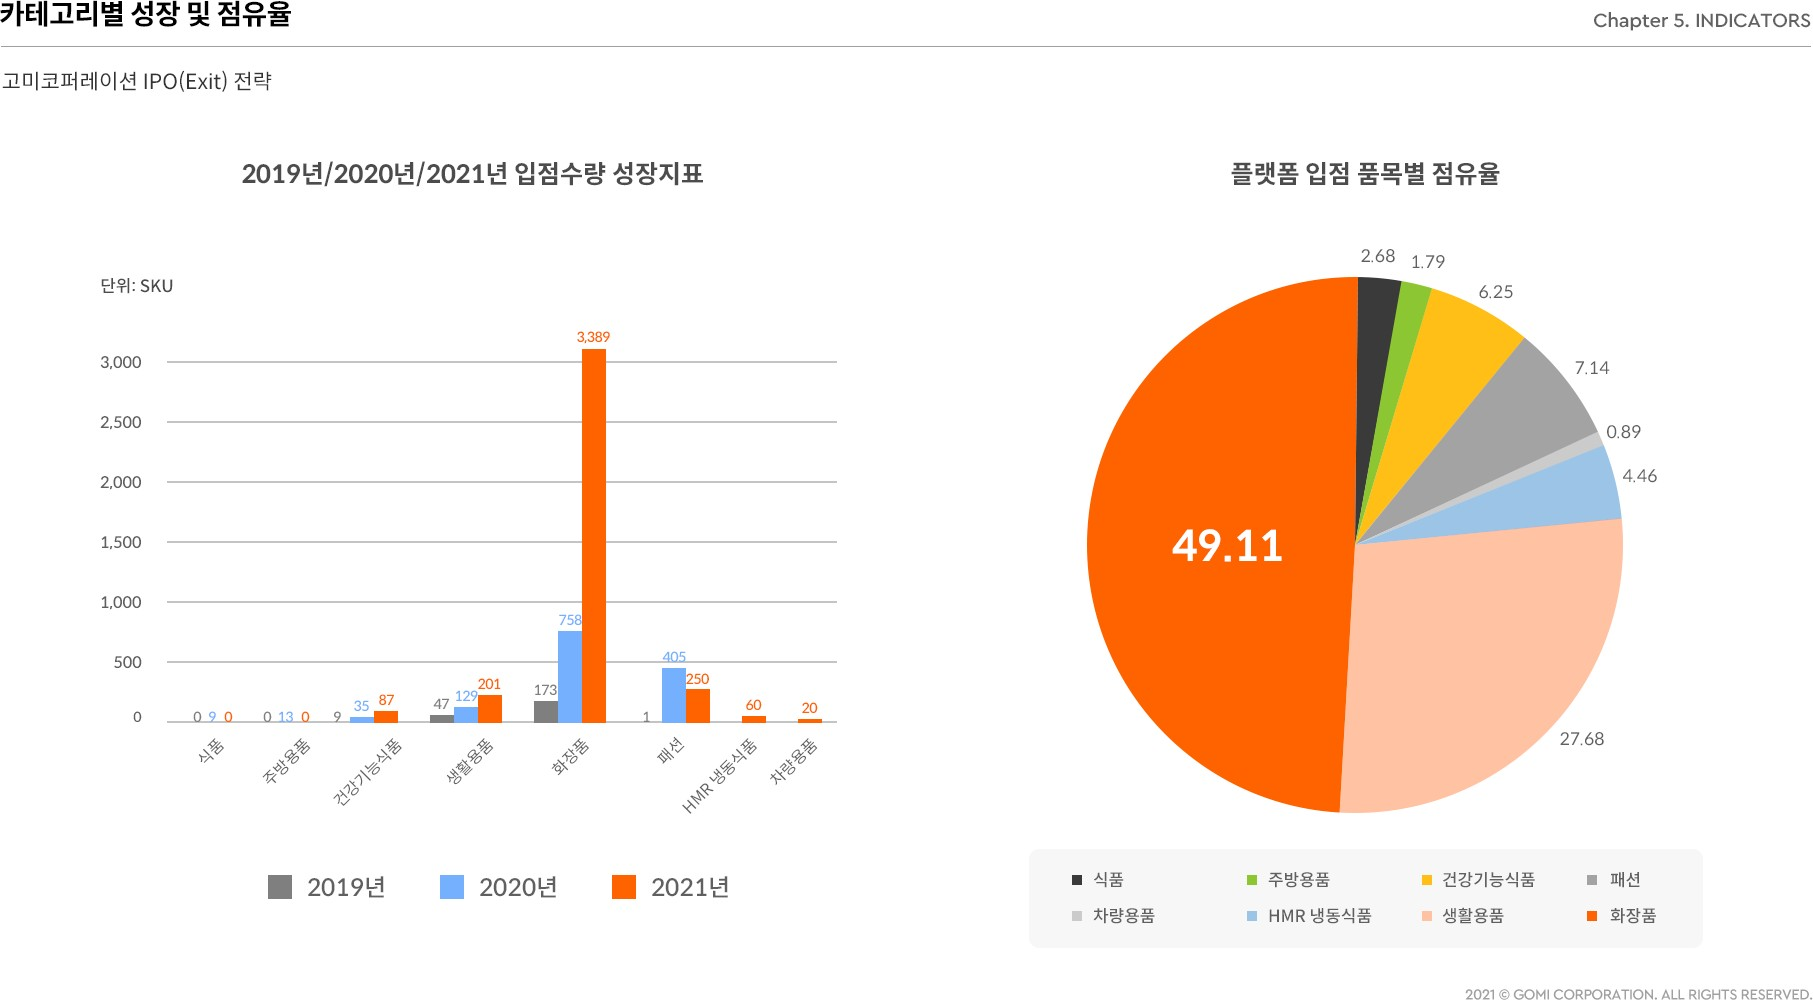 카테고리별 성장 및 점유율
Chapter 5. INDICATORS
고미코퍼레이션 IPO(Exit) 전략
2019년/2020년/2021년 입점수량 성장지표
단위: SKU
3,000
2,500
2,000
1,500
1,000
500
0
0 9 0
0 13 0
9 35 87
47 129 201
173 758 3,389
1 405 250
60
20
식품
주방용품
건강기능식품
생활용품
화장품
패션
HMR 냉동식품
차량용품
2019년 2020년 2021년
플랫폼 입점 품목별 점유율
2.68
1.79
6.25
7.14
0.89
4.46
27.68
49.11
식품 주방용품 건강기능식품 패션
차량용품 HMR 냉동식품 생활용품 화장품
2021 © GOMI CORPORATION. ALL RIGHTS RESERVED.